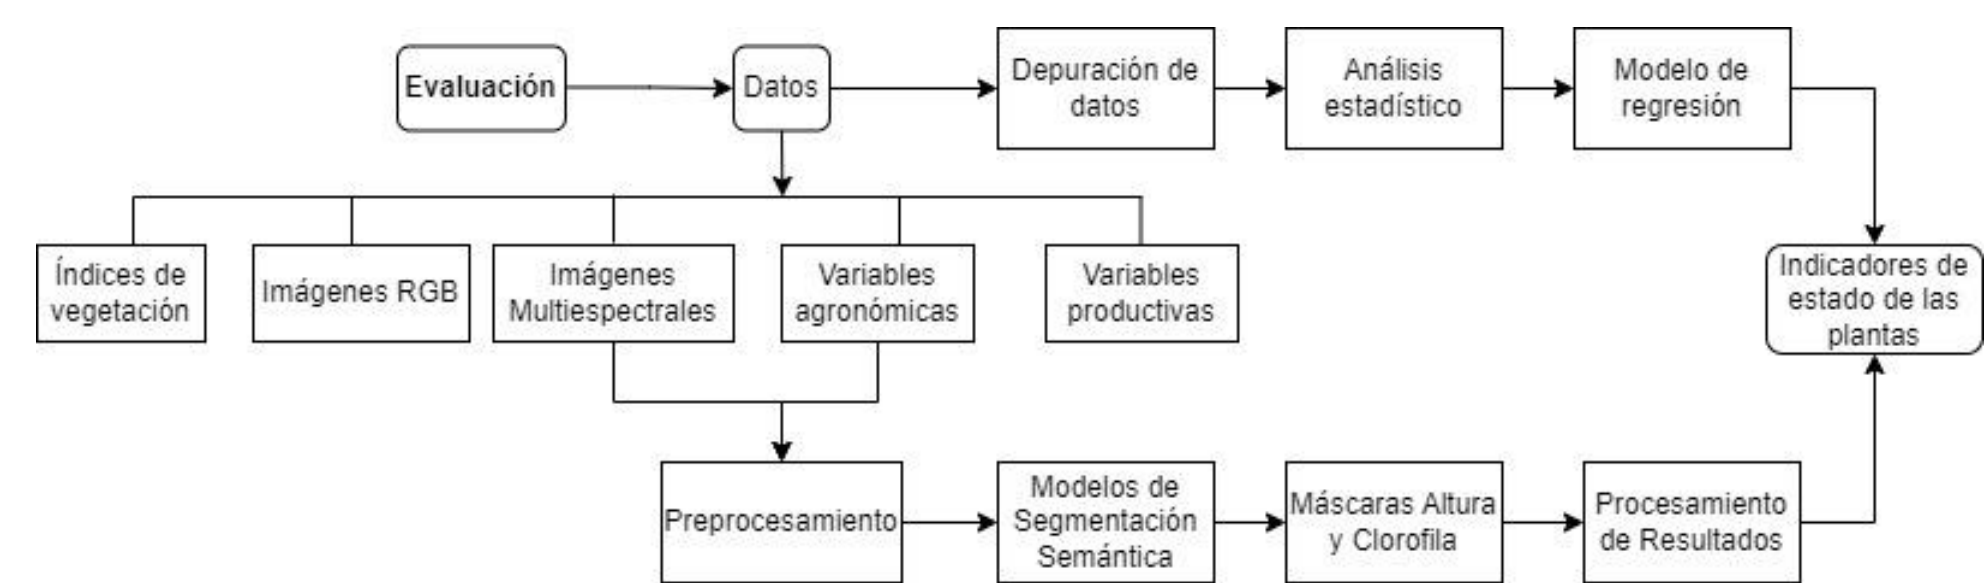 Evaluación
Datos
Depuración de
datos
Análisis
estadístico
Modelo de
regresión
Índices de
vegetación
Imágenes RGB
Imágenes
Multiespectrales
Variables
agronómicas
Variables
productivas
Indicadores de
estado de las
plantas
Preprocesamiento
Modelos de
Segmentación
Semántica
Máscaras Altura
y Clorofila
Procesamiento
de Resultados